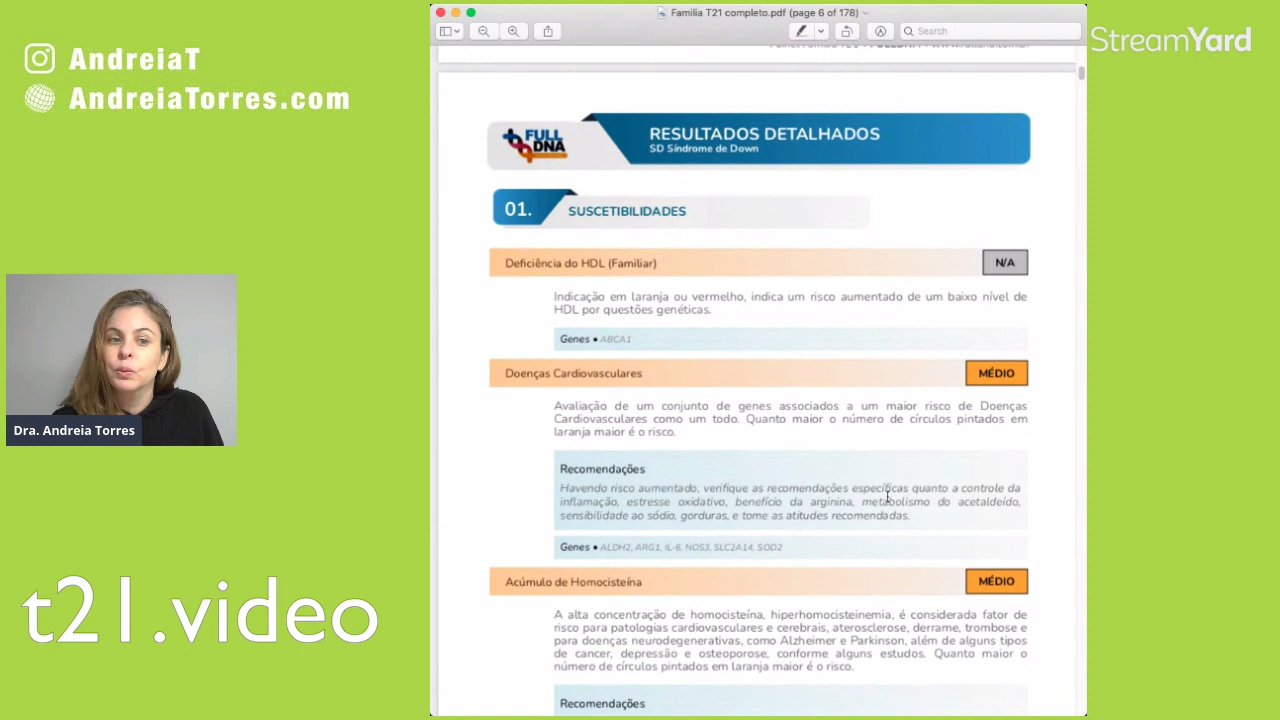 AndreiaT
AndreiaTorres.com
StreamYard
Familia T21 completo.pdf (page 6 of 178)
Search
FULL
DNA
RESULTADOS DETALHADOS
SD Síndrome de Down
01.
SUSCETIBILIDADES
Deficiência do HDL (Familiar)
N/A
Indicação em laranja ou vermelho, indica um risco aumentado de um baixo nível de
HDL por questões genéticas.
Genes • ABCA1
Doenças Cardiovasculares
MÉDIO
Avaliação de um conjunto de genes associados a um maior risco de Doenças
Cardiovasculares como um todo. Quanto maior o número de círculos pintados em
laranja maior é o risco.
Recomendações
Havendo risco aumentado, verifique as recomendações específicas quanto a controle da
inflamação, estresse oxidativo, benefício da arginina, metabolismo do acetaldeído,
sensibilidade ao sódio, gorduras, e tome as atitudes recomendadas.
Genes • ALDH2, ARG1, IL-6, NOS3, SLC2A14, SOD2
Acúmulo de Homocisteína
MÉDIO
A alta concentração de homocisteína, hiperhomocisteinemia, é considerada fator de
risco para patologias cardiovasculares e cerebrais, aterosclerose, derrame, trombose e
para doenças neurodegenerativas, como Alzheimer e Parkinson, além de alguns tipos
de cancer, depressão e osteoporose, conforme alguns estudos. Quanto maior o
número de círculos pintados em laranja maior é o risco.
Recomendações
Dra. Andreia Torres
t21.video